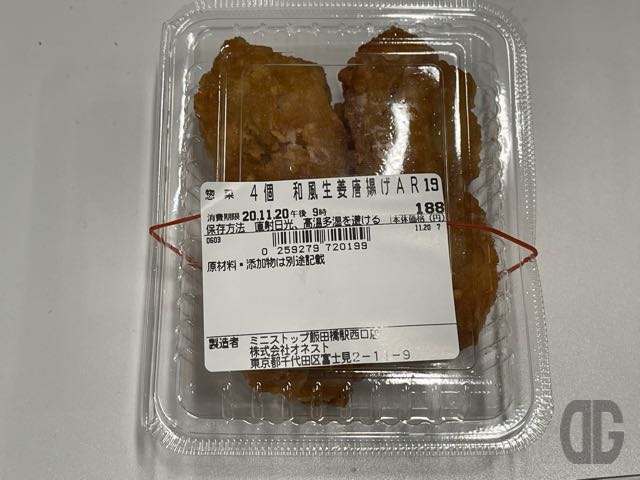 惣菜 4個 和風生姜唐揚げAR19
消費期限 20.11.20 午後 9時 188
保存方法 直射日光、高温多湿を避ける 本体価格(円)
0603 11.20 7
0 259279 720199
原材料・添加物は別途記載
製造者 ミニストップ飯田橋駅西口店
株式会社オネスト
東京都千代田区富士見2-11-9
DG